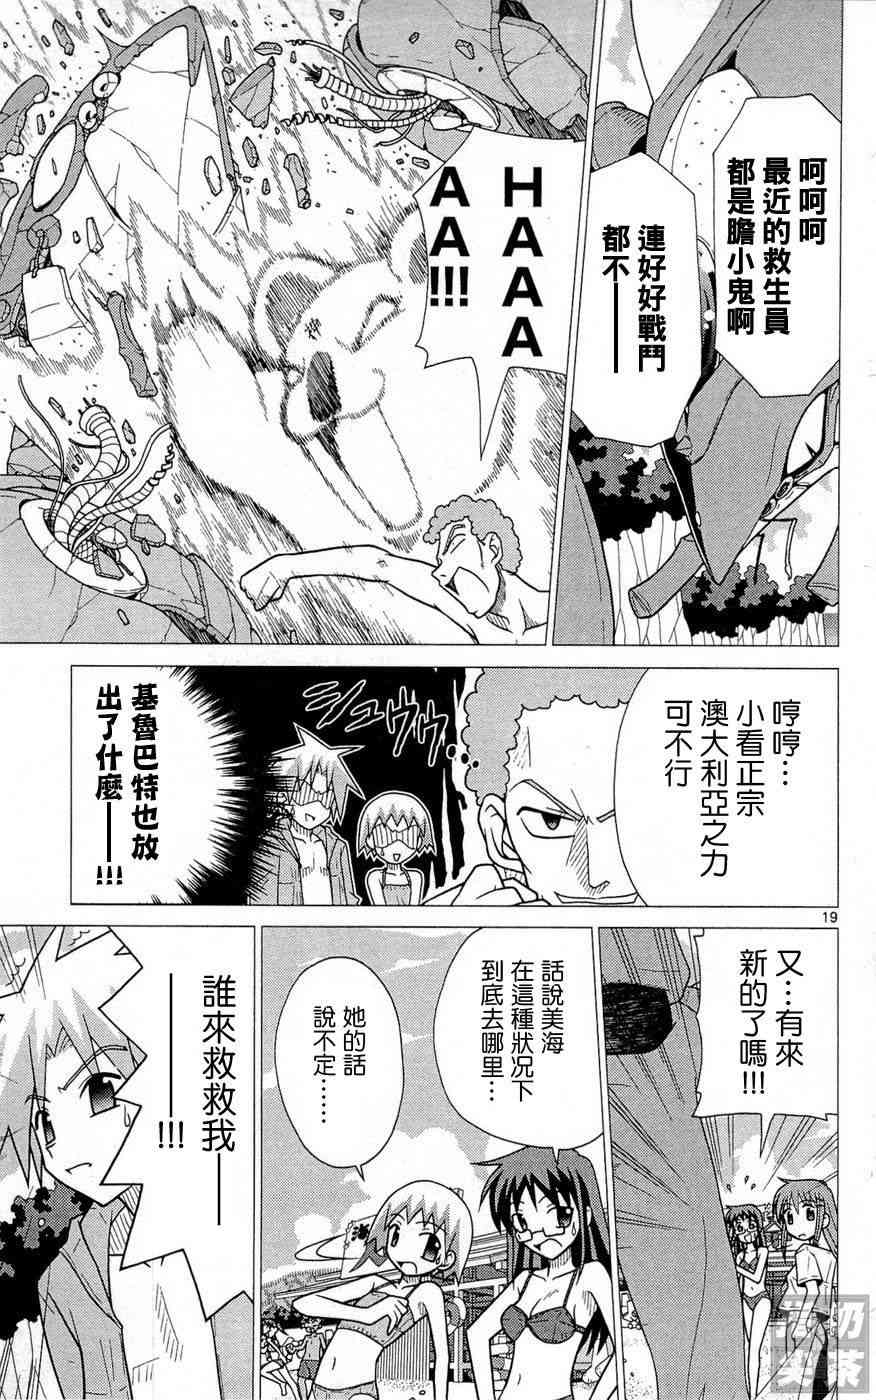 呵呵呵
最近的救生員
都是膽小鬼啊
連好好戰鬥
都不——
HAAA
AA!!!
哼哼…
小看正宗
澳大利亞之力
可不行
シュウゥゥ…
基魯巴特也放
出了什麼——!!!
19
又…有來
新的了嗎!!!
話說美海
在這種狀況下
到底去哪里…
她的話
說不定……
誰來救救我—
——!!!